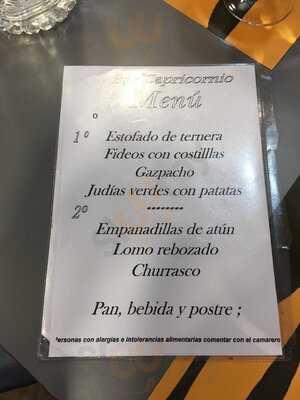 Capricornio
Menú
1º Estofado de ternera
Fideos con costilllas
Gazpacho
Judías verdes con patatas
********
2º
Empanadillas de atún
Lomo rebozado
Churrasco
Pan, bebida y postre ;
*ersonas con alergias e intolerancias alimentarias comentar con el camarero